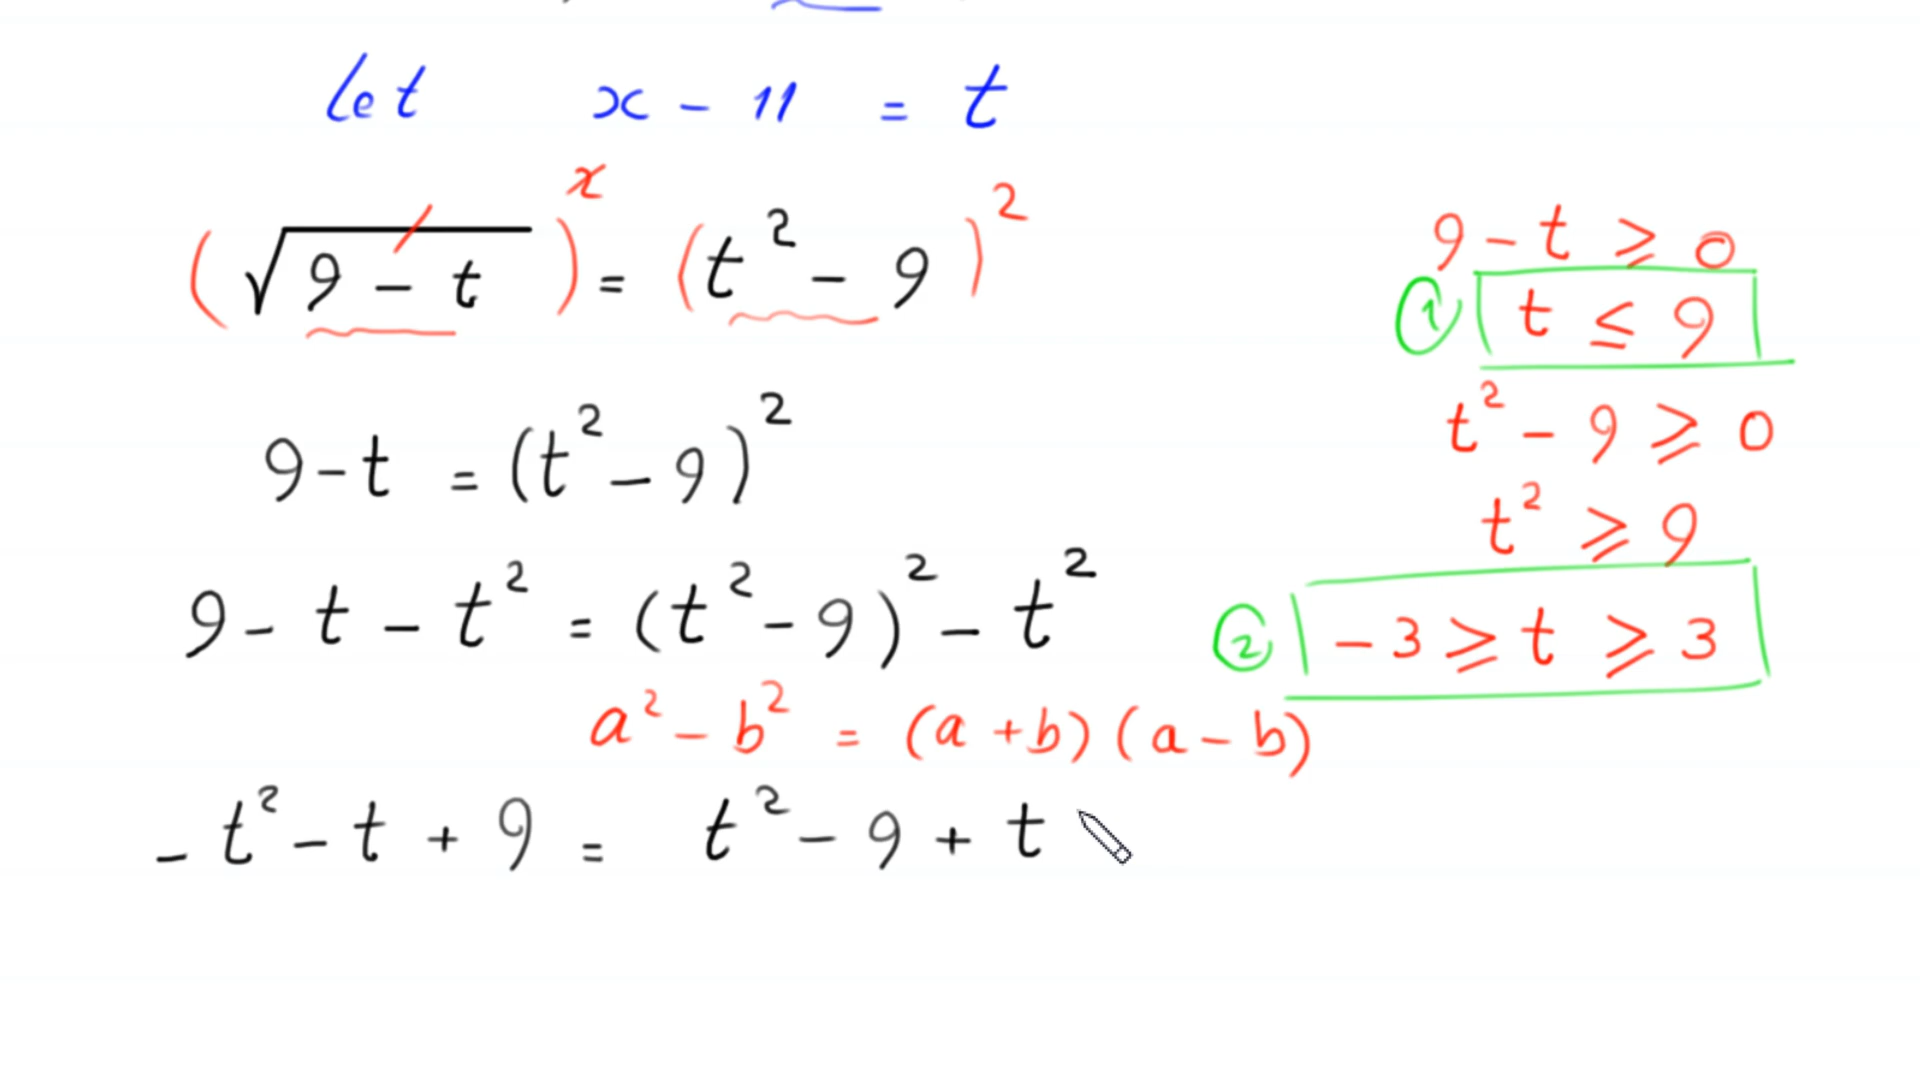 let x - 11 = t
(√9 - t)² = (t² - 9)²
9 - t ≥ 0
① t ≤ 9
9 - t = (t² - 9)²
t² - 9 ≥ 0
t² ≥ 9
9 - t - t² = (t² - 9)² - t²
② -3 ≥ t ≥ 3
a² - b² = (a + b)(a - b)
- t² - t + 9 = t² - 9 + t